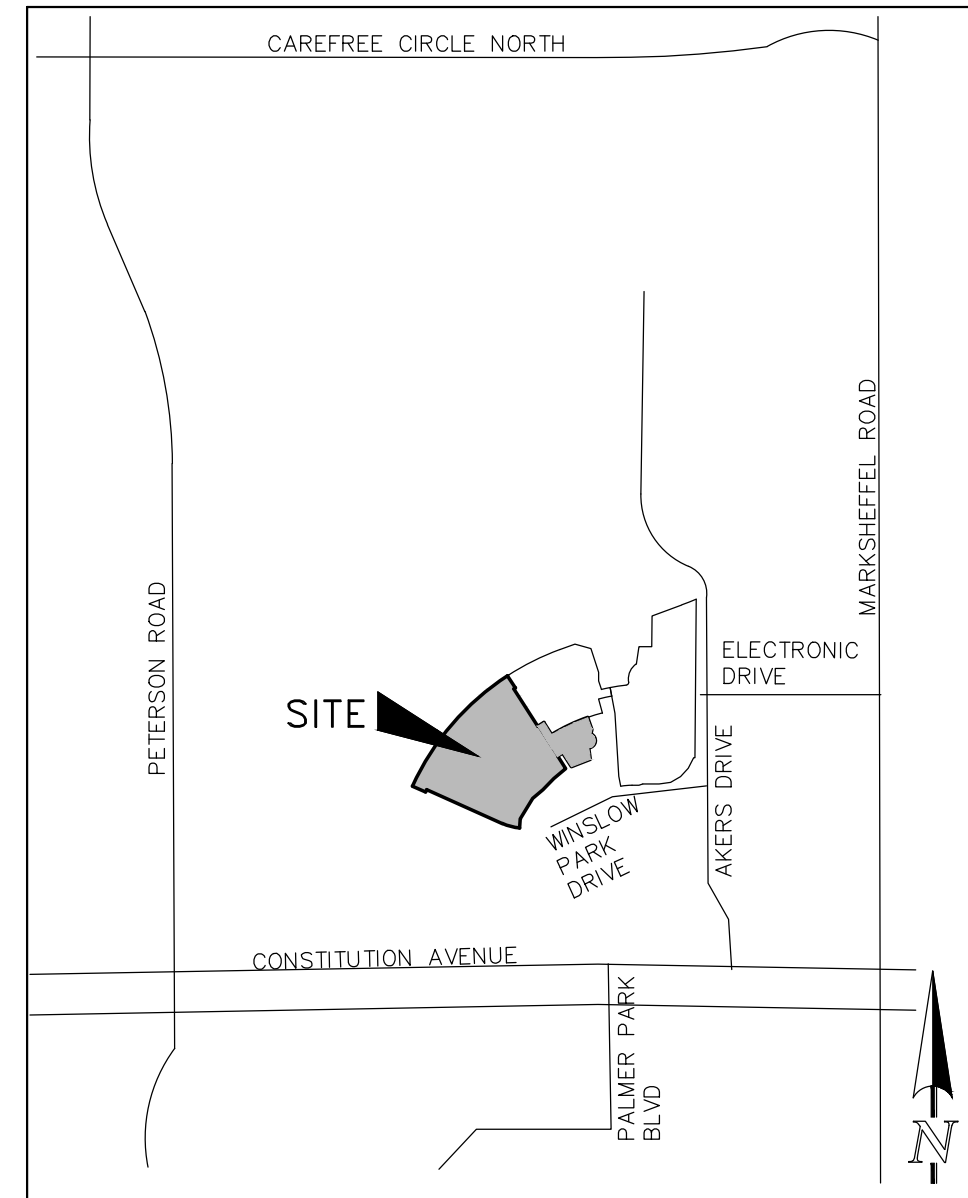 CAREFREE CIRCLE NORTH
MARKSHEFFEL ROAD
PETERSON ROAD
ELECTRONIC
DRIVE
SITE
AKERS DRIVE
WINSLOW
PARK
DRIVE
CONSTITUTION AVENUE
PALMER PARK
BLVD
N